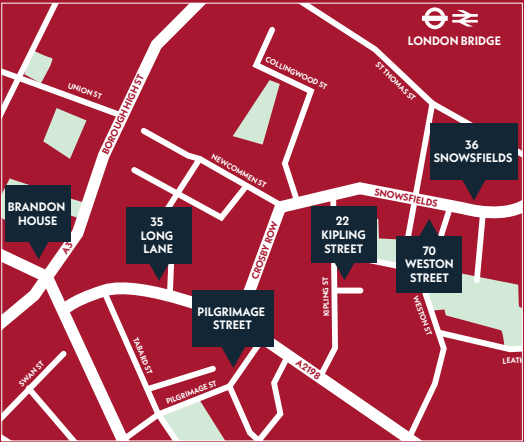 LONDON BRIDGE
COLLINGWOOD ST
ST THOMAS ST
UNION ST
BOROUGH HIGH ST
36
SNOWSFIELDS
NEWCOMMEN ST
SNOWSFIELDS
BRANDON
HOUSE
A3
35
LONG
LANE
CROSBY ROW
22
KIPLING
STREET
70
WESTON
STREET
KIPLING ST
WESTON ST
PILGRIMAGE
STREET
TABARD ST
A2198
LEATH
SWAN ST
PILGRIMAGE ST